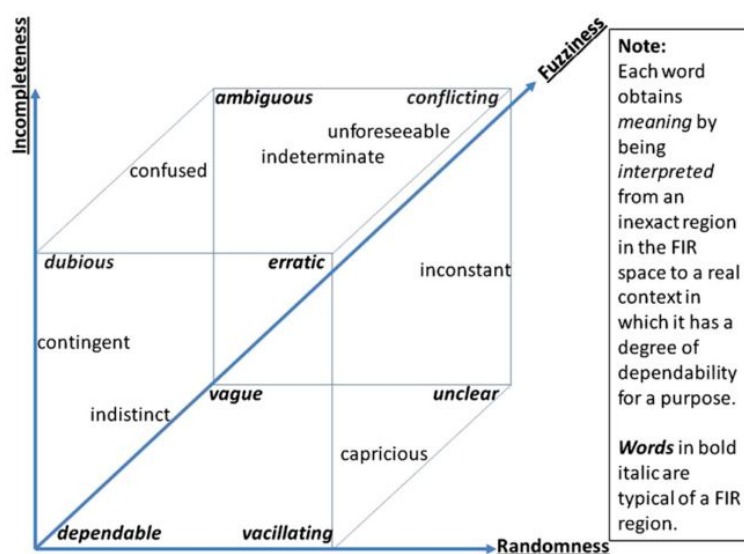 Incompleteness
Fuzziness
ambiguous
conflicting
unforeseeable
indeterminate
confused
dubious
erratic
inconstant
contingent
vague
unclear
indistinct
capricious
dependable
vacillating
Randomness
Note:
Each word
obtains
meaning by
being
interpreted
from an
inexact region
in the FIR
space to a real
context in
which it has a
degree of
dependability
for a purpose.
Words in bold
italic are
typical of a FIR
region.